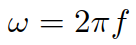 ω = 2πf